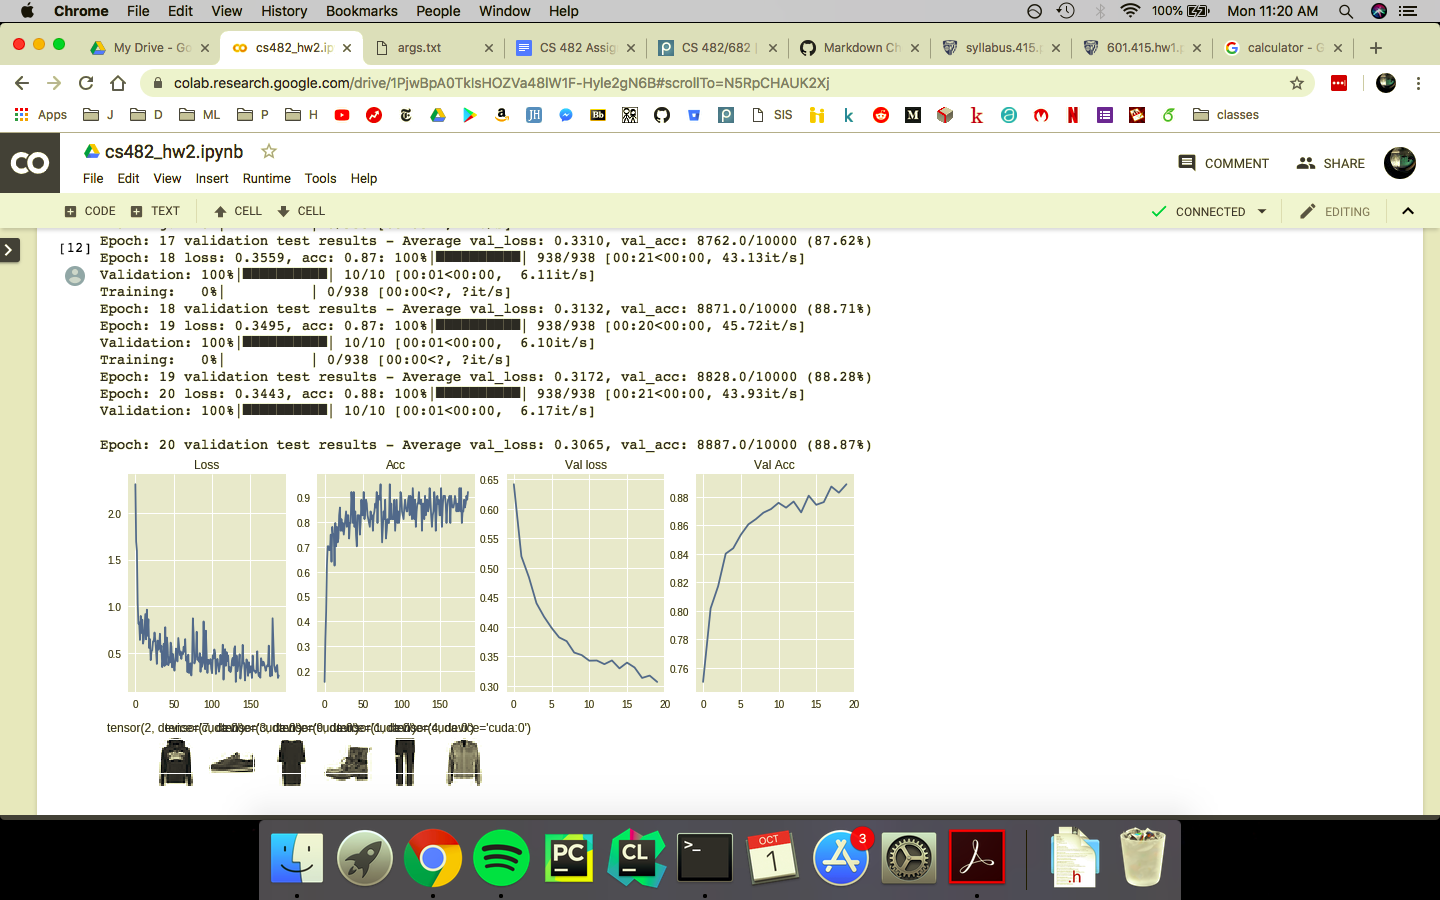 Chrome File Edit View History Bookmarks People Window Help 100% Mon 11:20 AM
My Drive - Go cs482_hw2.ip args.txt CS 482 Assig CS 482/682 | Markdown Ch syllabus.415.p 601.415.hw1.p calculator - G
colab.research.google.com/drive/1PjwBpA0TklsHOZVa48lW1F-Hyle2gN6B#scrollTo=N5RpCHAUK2Xj
Apps J D ML P H SIS classes
cs482_hw2.ipynb
COMMENT SHARE
File Edit View Insert Runtime Tools Help
CODE TEXT CELL CELL CONNECTED EDITING
[12]
Epoch: 17 validation test results - Average val_loss: 0.3310, val_acc: 8762.0/10000 (87.62%)
Epoch: 18 loss: 0.3559, acc: 0.87: 100%|██████████| 938/938 [00:21<00:00, 43.13it/s]
Validation: 100%|██████████| 10/10 [00:01<00:00, 6.11it/s]
Training: 0%| | 0/938 [00:00<?, ?it/s]
Epoch: 18 validation test results - Average val_loss: 0.3132, val_acc: 8871.0/10000 (88.71%)
Epoch: 19 loss: 0.3495, acc: 0.87: 100%|██████████| 938/938 [00:20<00:00, 45.72it/s]
Validation: 100%|██████████| 10/10 [00:01<00:00, 6.10it/s]
Training: 0%| | 0/938 [00:00<?, ?it/s]
Epoch: 19 validation test results - Average val_loss: 0.3172, val_acc: 8828.0/10000 (88.28%)
Epoch: 20 loss: 0.3443, acc: 0.88: 100%|██████████| 938/938 [00:21<00:00, 43.93it/s]
Validation: 100%|██████████| 10/10 [00:01<00:00, 6.17it/s]
Epoch: 20 validation test results - Average val_loss: 0.3065, val_acc: 8887.0/10000 (88.87%)
Loss
2.0
1.5
1.0
0.5
0 50 100 150
Acc
0.9
0.8
0.7
0.6
0.5
0.4
0.3
0.2
0 50 100 150
Val loss
0.65
0.60
0.55
0.50
0.45
0.40
0.35
0.30
0 5 10 15 20
Val Acc
0.88
0.86
0.84
0.82
0.80
0.78
0.76
0 5 10 15 20
tensor(2, device='cuda:0')
PC CL >_ OCT 1 3 .h